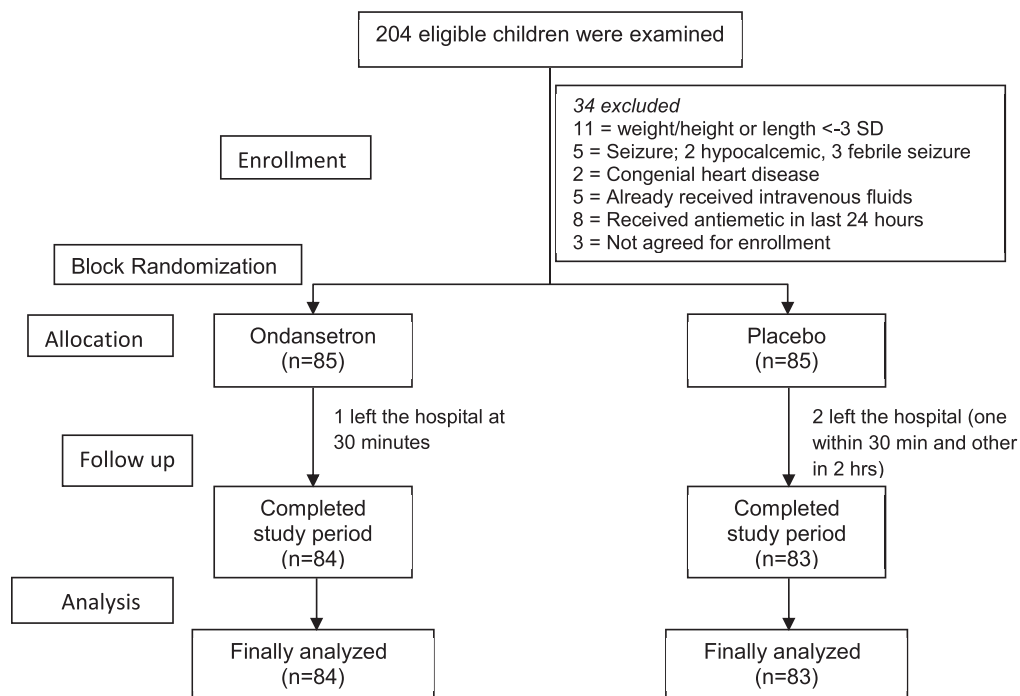 204 eligible children were examined
34 excluded
11 = weight/height or length <-3 SD
5 = Seizure; 2 hypocalcemic, 3 febrile seizure
2 = Congenial heart disease
5 = Already received intravenous fluids
8 = Received antiemetic in last 24 hours
3 = Not agreed for enrollment
Enrollment
Block Randomization
Allocation
Ondansetron
(n=85)
Placebo
(n=85)
1 left the hospital at
30 minutes
2 left the hospital (one
within 30 min and other
in 2 hrs)
Follow up
Completed
study period
(n=84)
Completed
study period
(n=83)
Analysis
Finally analyzed
(n=84)
Finally analyzed
(n=83)